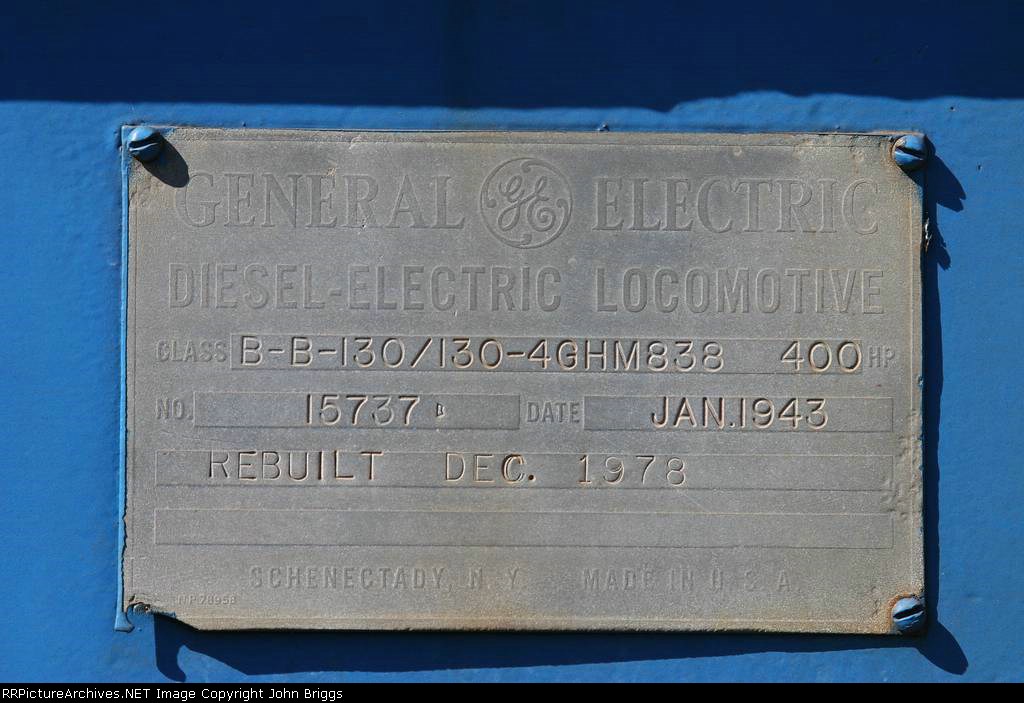 GENERAL GE ELECTRIC
DIESEL-ELECTRIC LOCOMOTIVE
CLASS B-B-130/130-4GHM838 400 HP
NO. 15737 DATE JAN.1943
REBUILT DEC. 1978
SCHENECTADY, N.Y. MADE IN U.S.A.
©RRPictureArchives.NET Image Copyright John Briggs